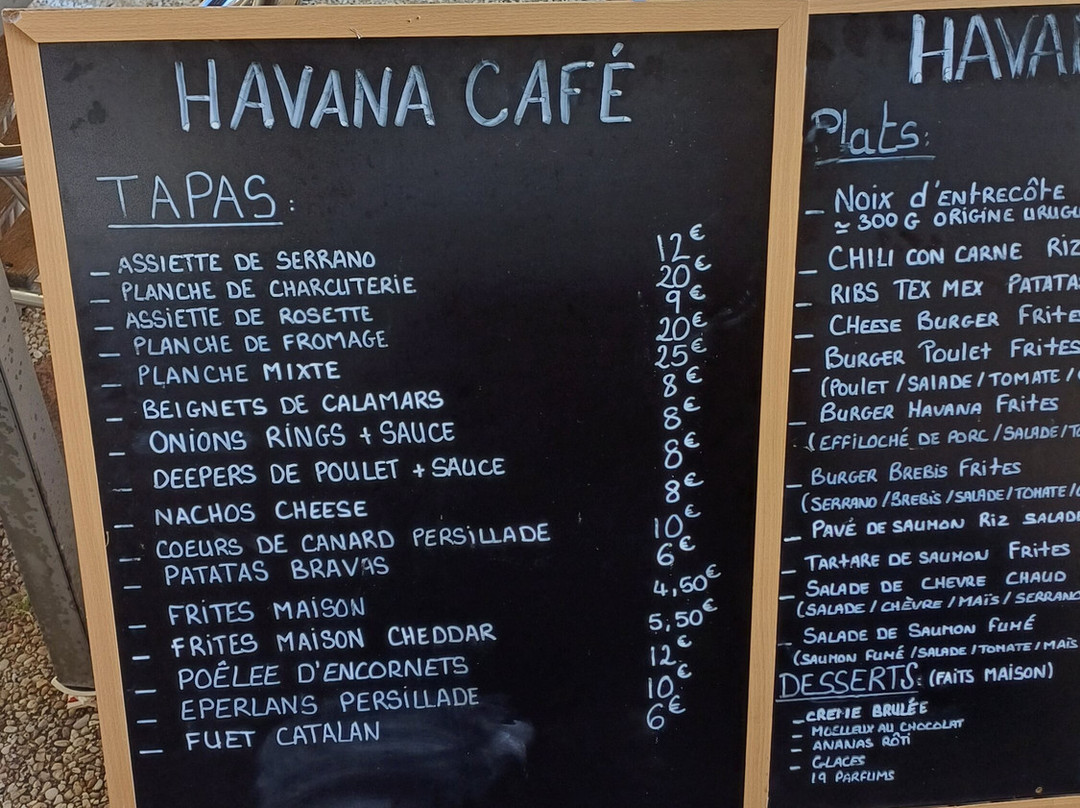 HAVANA CAFÉ
TAPAS:
- ASSIETTE DE SERRANO 12€
- PLANCHE DE CHARCUTERIE 20€
- ASSIETTE DE ROSETTE 9€
- PLANCHE DE FROMAGE 20€
- PLANCHE MIXTE 25€
- BEIGNETS DE CALAMARS 8€
- ONIONS RINGS + SAUCE 8€
- DEEPERS DE POULET + SAUCE 8€
- NACHOS CHEESE 8€
- COEURS DE CANARD PERSILLADE 10€
- PATATAS BRAVAS 6€
- FRITES MAISON 4,50€
- FRITES MAISON CHEDDAR 5,50€
- POÊLEE D'ENCORNETS 12€
- EPERLANS PERSILLADE 10€
- FUET CATALAN 6€
Plats:
- Noix d'ENTRECÔTE
≃ 300 G ORIGINE
- CHILI CON CARNE RIZ
- RIBS TEX MEX
- CHEESE BURGER FRITES
- BURGER POULET FRITES
(POULET / SALADE / TOMATE /
- BURGER HAVANA FRITES
(EFFILOCHÉ DE PORC / SALADE /
- BURGER BREBIS FRITES
(SERRANO / BREBIS / SALADE / TOMATE /
- PAVÉ DE SAUMON RIZ SALADE
- TARTARE DE SAUMON FRITES
- SALADE DE CHEVRE CHAUD
(SALADE / CHÈVRE / MAÏS / SERRANO
- SALADE DE SAUMON FUMÉ
(SAUMON FUMÉ / SALADE / TOMATE / MAÏS
DESSERTS: (FAITS MAISON)
- CREME BRULÉE
- MOELLEUX AU CHOCOLAT
- ANANAS RÔTI
- GLACES
19 PARFUMS